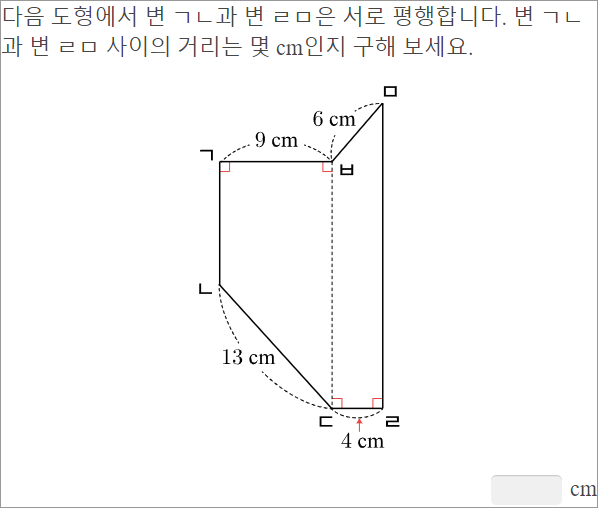 다음 도형에서 변 ㄱㄴ과 변 ㄹㅁ은 서로 평행합니다. 변 ㄱㄴ
과 변 ㄹㅁ 사이의 거리는 몇 cm인지 구해 보세요.
ㅁ
6 cm
9 cm
ㄱ
ㅂ
ㄴ
13 cm
ㄷ
ㄹ
4 cm
cm